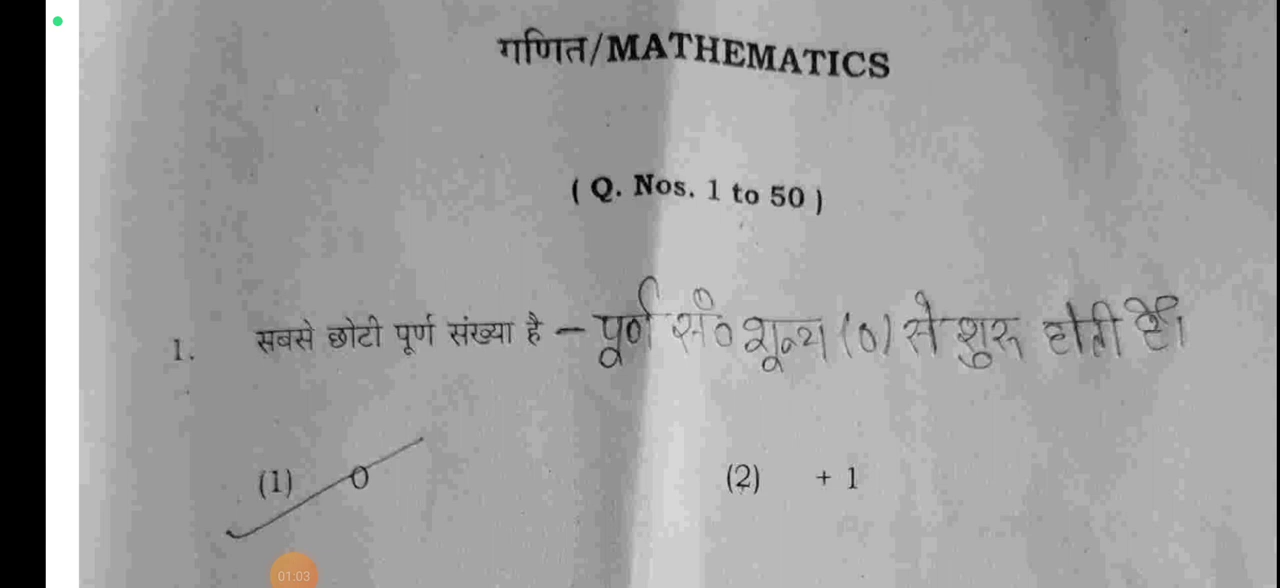 गणित/MATHEMATICS
( Q. Nos. 1 to 50 )
1. सबसे छोटी पूर्ण संख्या है – पूर्ण सं० शून्य (0) से शुरू होती है।
(1) 0 (2) + 1
01:03